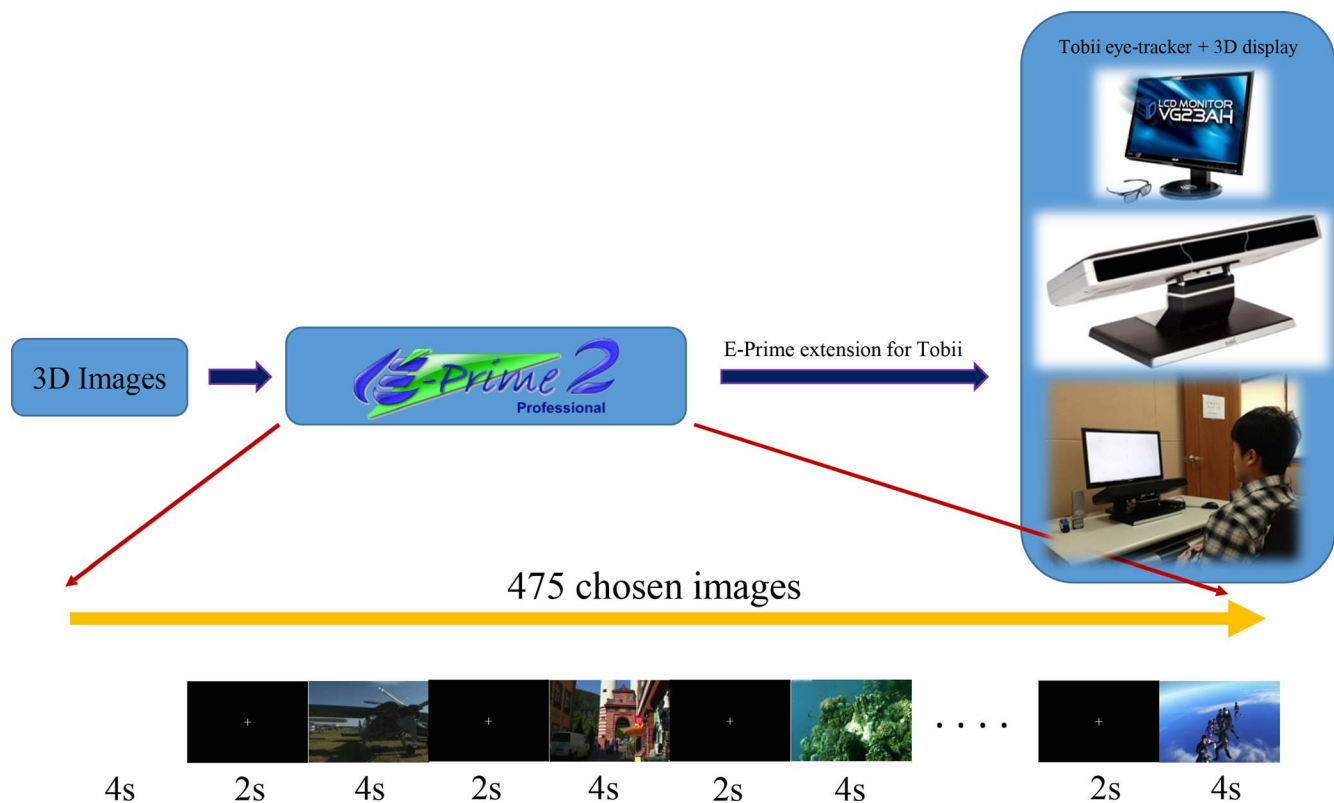 Tobii eye-tracker + 3D display
LCD MONITOR
VG23AH
3D Images
E-Prime 2
Professional
E-Prime extension for Tobii
475 chosen images
4s 2s 4s 2s 4s 2s 4s . . . . 2s 4s